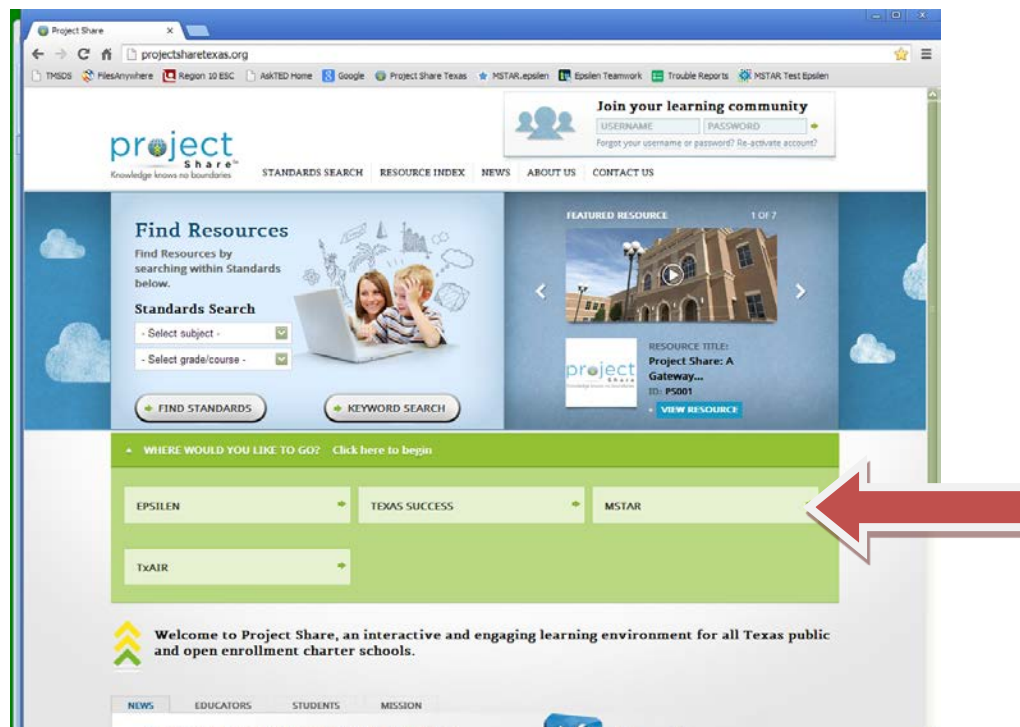 Project Share
projectsharetexas.org
TMSDS FilesAnywhere Region 10 ESC AskTED Home Google Project Share Texas MSTAR.epsilen Epsilen Teamwork Trouble Reports MSTAR Test Epsilen
Join your learning community
USERNAME PASSWORD
Forgot your username or password? Re-activate account?
project
Share™
Knowledge knows no boundaries
STANDARDS SEARCH RESOURCE INDEX NEWS ABOUT US CONTACT US
Find Resources
Find Resources by
searching within Standards
below.
Standards Search
- Select subject -
- Select grade/course -
FIND STANDARDS KEYWORD SEARCH
FEATURED RESOURCE 1 OF 7
project
Share
Knowledge knows no boundaries
RESOURCE TITLE:
Project Share: A
Gateway...
ID: PS001
VIEW RESOURCE
WHERE WOULD YOU LIKE TO GO? Click here to begin
EPSILEN TEXAS SUCCESS MSTAR
TxAIR
Welcome to Project Share, an interactive and engaging learning environment for all Texas public
and open enrollment charter schools.
NEWS EDUCATORS STUDENTS MISSION